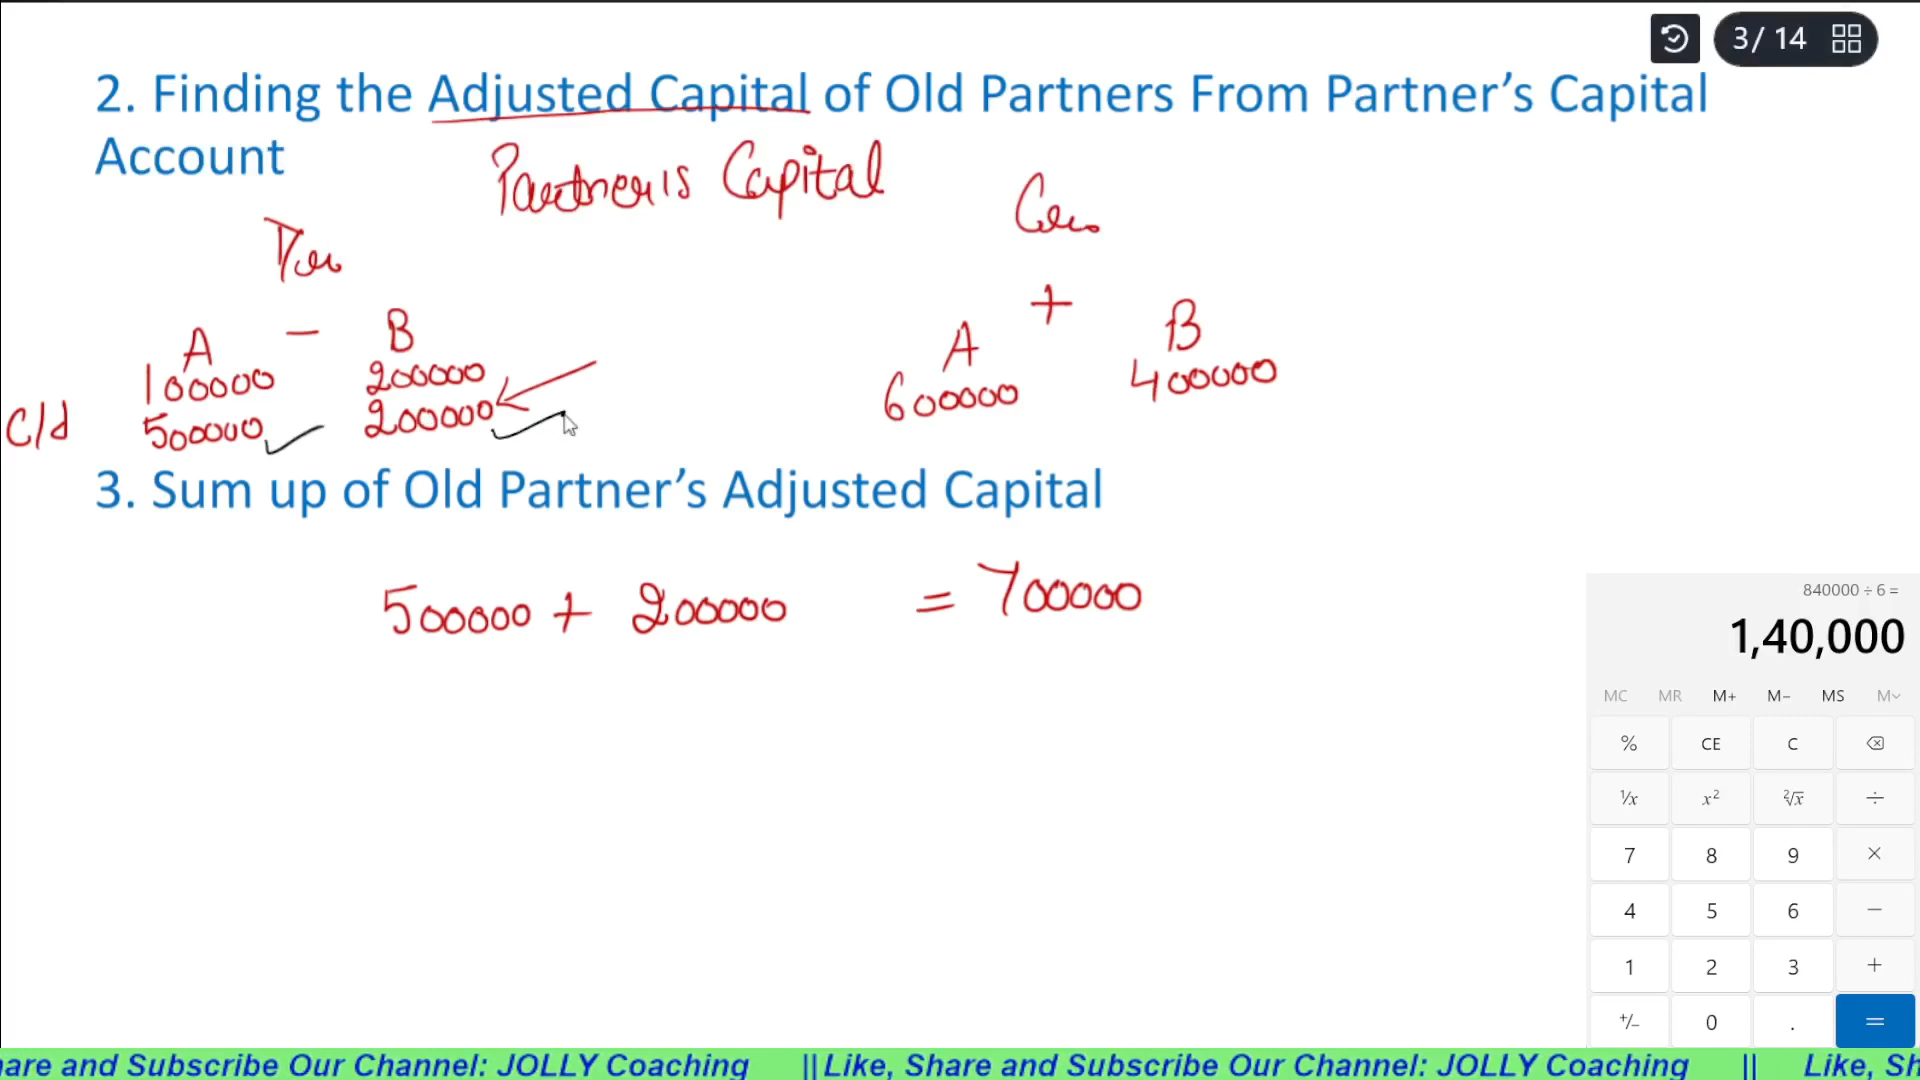 3 / 14
2. Finding the Adjusted Capital of Old Partners From Partner's Capital
Account
Partner's Capital
A - B
100000 200000
C/d 500000 200000
+
A B
600000 400000
3. Sum up of Old Partner's Adjusted Capital
500000 + 200000 = 700000
840000 ÷ 6 =
1,40,000
MC MR M+ M- MS M
% CE C
1/x x² ²√x ÷
7 8 9 ×
4 5 6 −
1 2 3 +
+/- 0 . =
are and Subscribe Our Channel: JOLLY Coaching || Like, Share and Subscribe Our Channel: JOLLY Coaching || Like, Sh